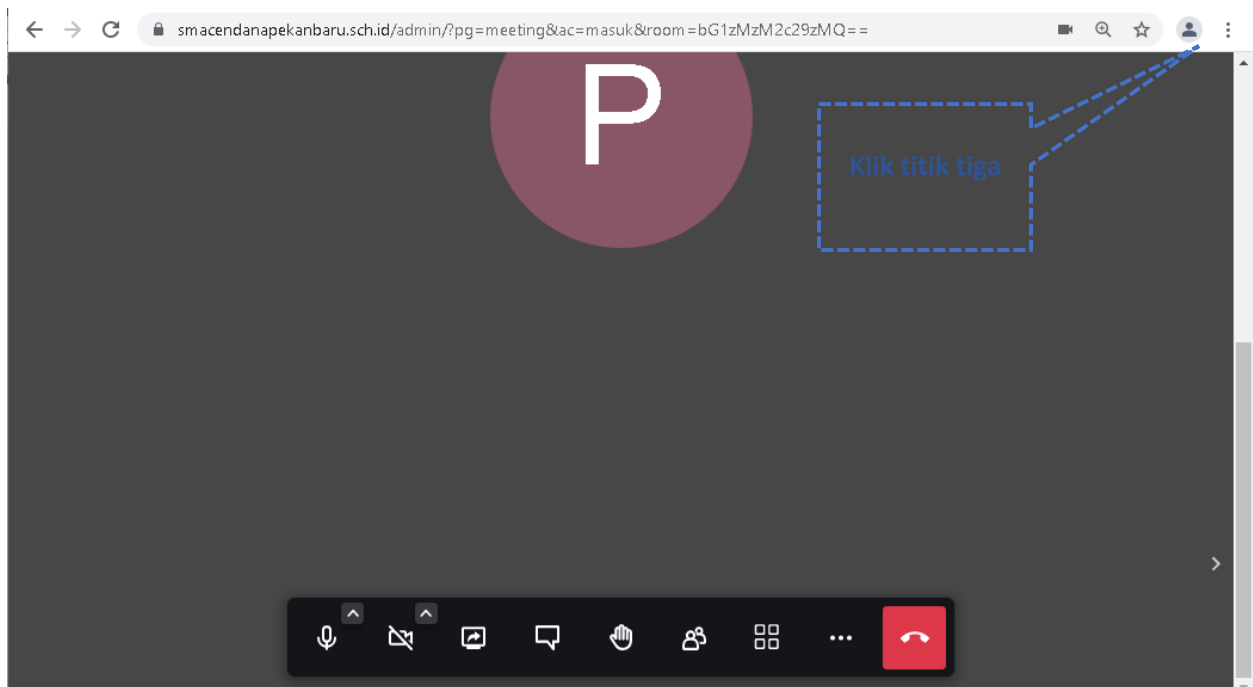 smacendanapekanbaru.sch.id/admin/?pg=meeting&ac=masuk&room=bG1zMzM2c29zMQ==
P
Klik titik tiga